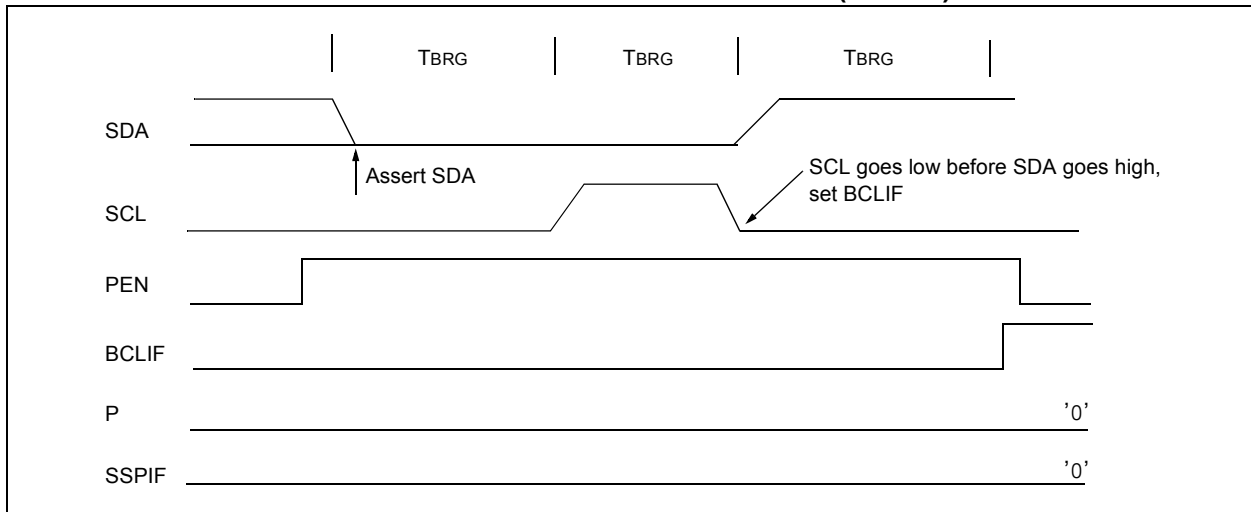 TBRG TBRG TBRG
SDA
Assert SDA
SCL goes low before SDA goes high,
set BCLIF
SCL
PEN
BCLIF
P '0'
SSPIF '0'